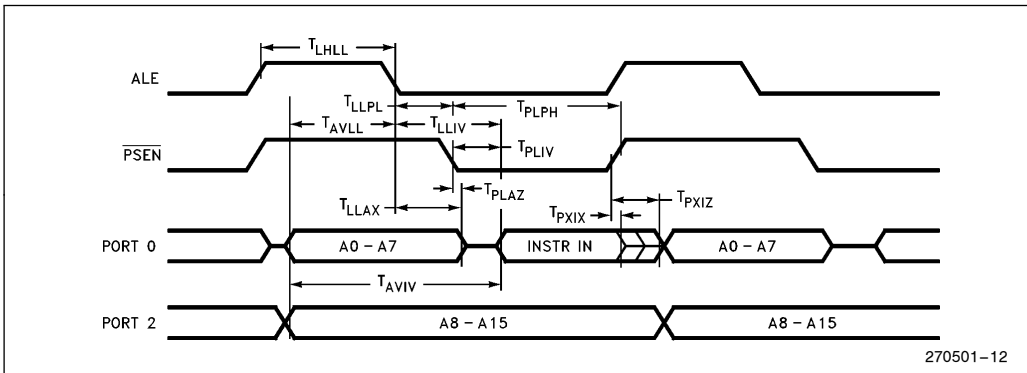 T_LHLL
ALE
T_LLPL
T_PLPH
T_AVLL
T_LLIV
PSEN
T_PLIV
T_PLAZ
T_LLAX
T_PXIX
T_PXIZ
PORT 0
A0 – A7
INSTR IN
A0 – A7
T_AVIV
PORT 2
A8 – A15
A8 – A15
270501–12